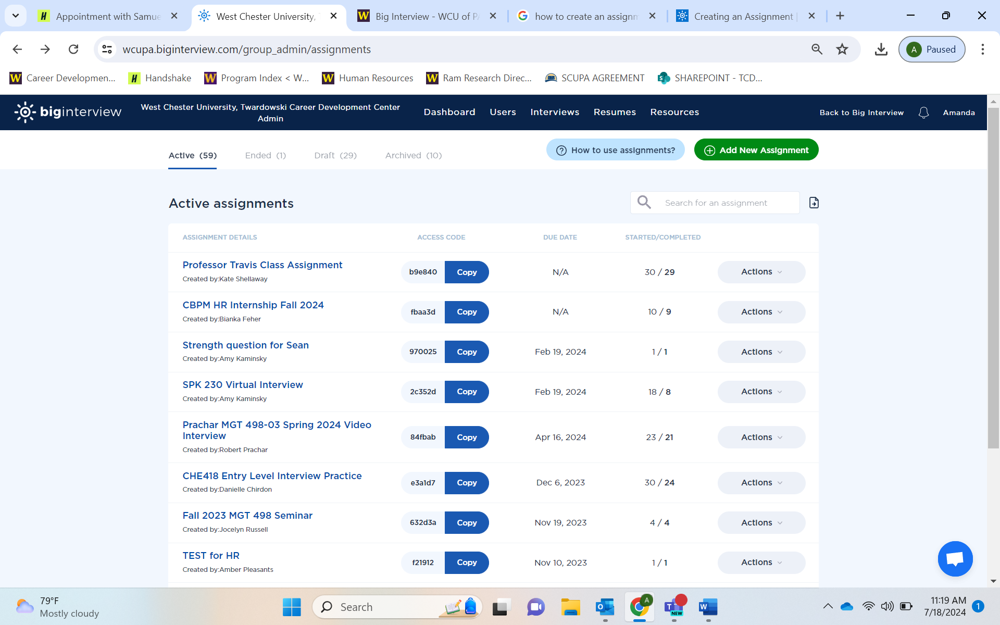 Appointment with Samue
West Chester University,
Big Interview - WCU of PA
how to create an assignm
Creating an Assignment |
wcupa.biginterview.com/group_admin/assignments
A
Paused
Career Developmen...
Handshake
Program Index < W...
Human Resources
Ram Research Direc...
SCUPA AGREEMENT
SHAREPOINT - TCD...
biginterview
West Chester University, Twardowski Career Development Center
Admin
Dashboard
Users
Interviews
Resumes
Resources
Back to Big Interview
Amanda
Active (59)
Ended (1)
Draft (29)
Archived (10)
How to use assignments?
Add New Assignment
Active assignments
Search for an assignment
ASSIGNMENT DETAILS
ACCESS CODE
DUE DATE
STARTED/COMPLETED
Professor Travis Class Assignment
Created by:Kate Shellaway
b9e840
Copy
N/A
30 / 29
Actions
CBPM HR Internship Fall 2024
Created by:Bianka Feher
fbaa3d
Copy
N/A
10 / 9
Actions
Strength question for Sean
Created by:Amy Kaminsky
970025
Copy
Feb 19, 2024
1 / 1
Actions
SPK 230 Virtual Interview
Created by:Amy Kaminsky
2c352d
Copy
Feb 19, 2024
18 / 8
Actions
Prachar MGT 498-03 Spring 2024 Video
Interview
Created by:Robert Prachar
84fbab
Copy
Apr 16, 2024
23 / 21
Actions
CHE418 Entry Level Interview Practice
Created by:Danielle Chirdon
e3a1d7
Copy
Dec 6, 2023
30 / 24
Actions
Fall 2023 MGT 498 Seminar
Created by:Jocelyn Russell
632d3a
Copy
Nov 19, 2023
4 / 4
Actions
TEST for HR
Created by:Amber Pleasants
f21912
Copy
Nov 10, 2023
1 / 1
Actions
79°F
Mostly cloudy
Search
A
NEW
11:19 AM
7/18/2024
1